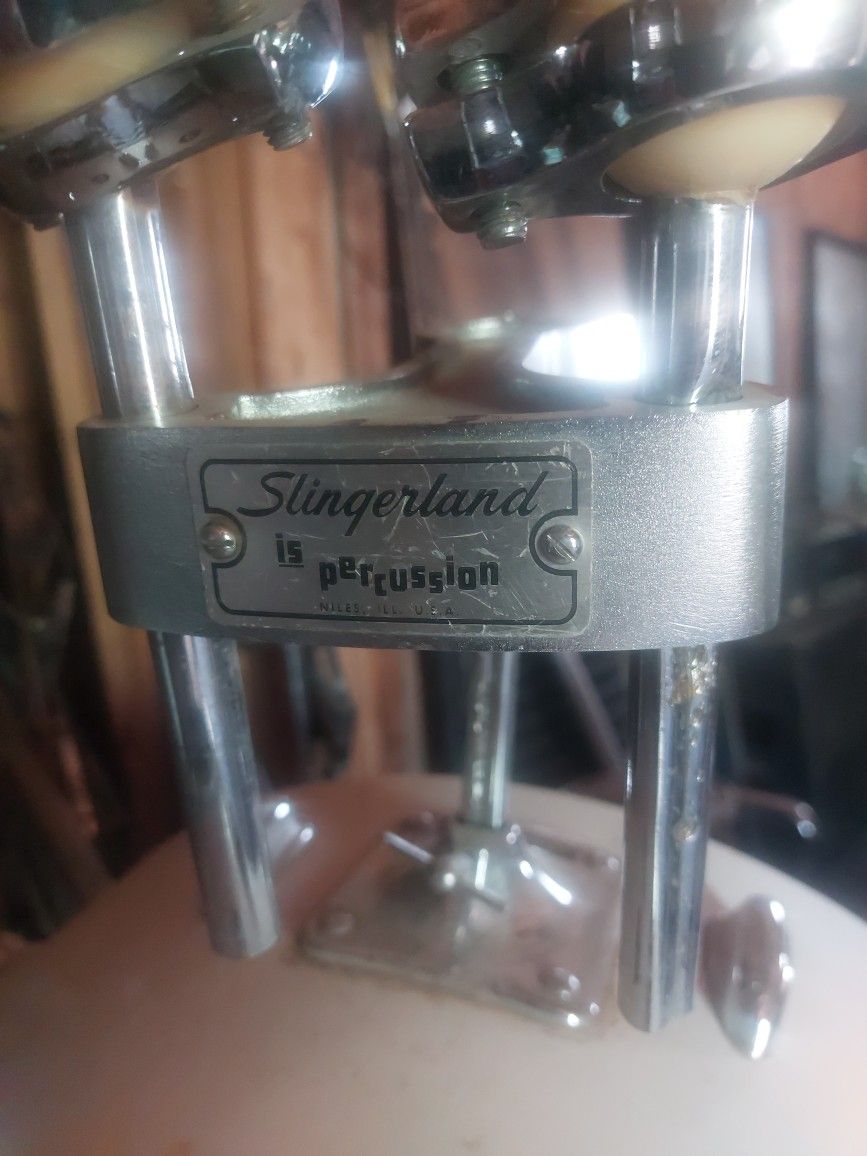 Slingerland
is percussion
NILES, ILL. U.S.A.